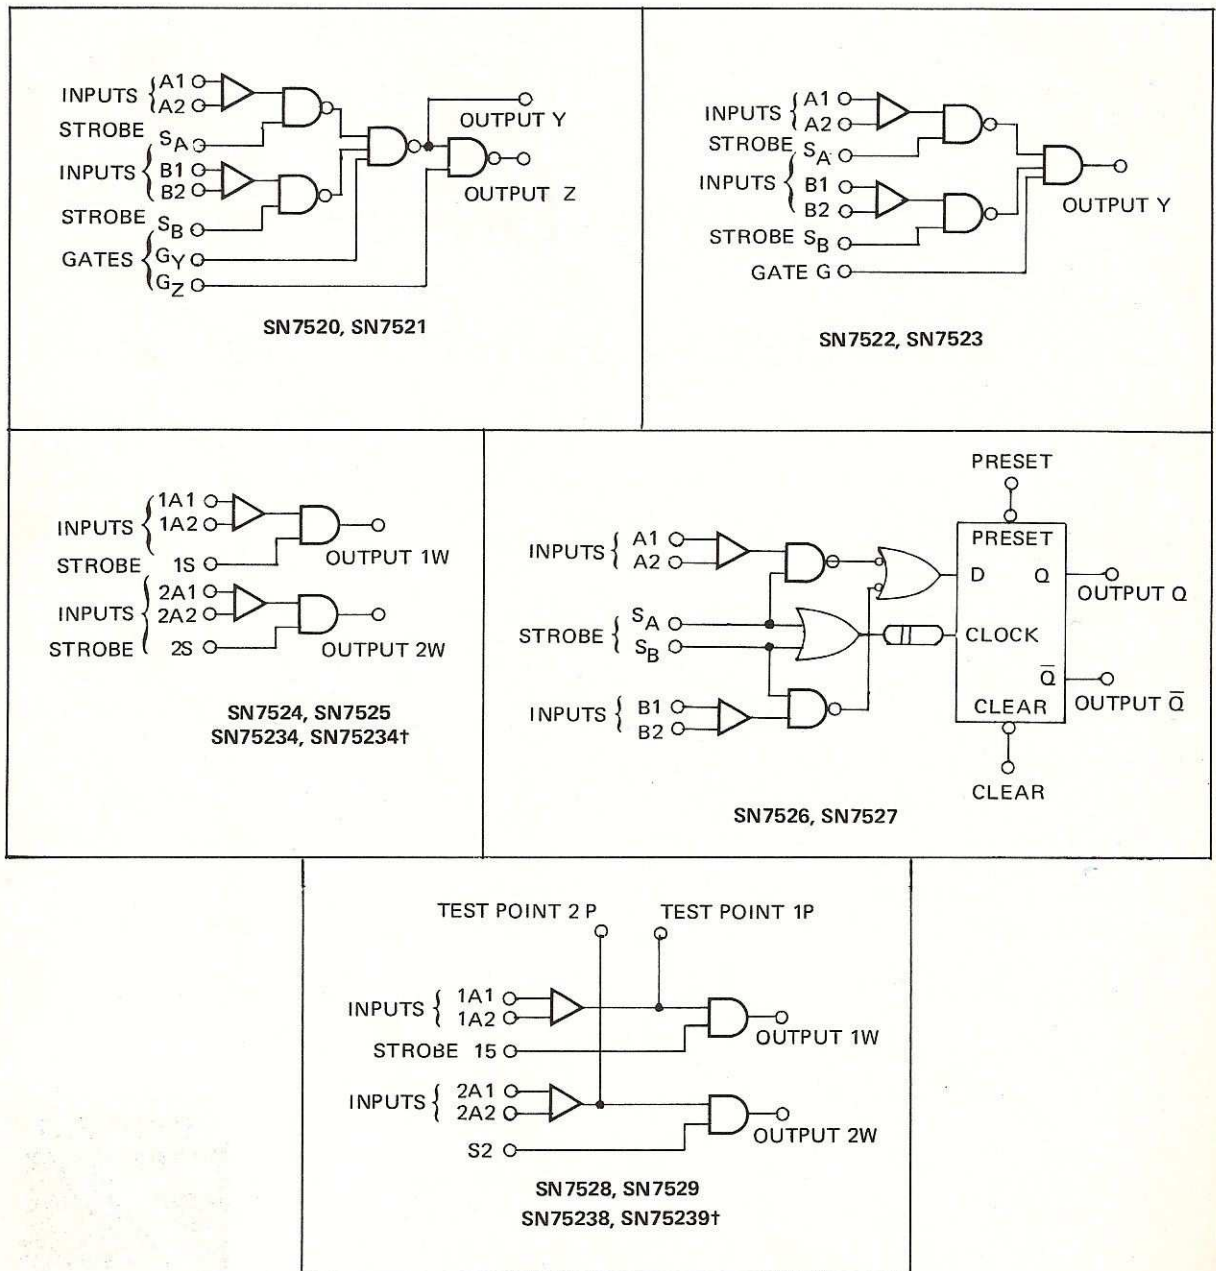 INPUTS { A1
A2
STROBE SA
INPUTS { B1
B2
STROBE SB
GATES { GY
GZ
OUTPUT Y
OUTPUT Z
SN7520, SN7521
INPUTS { A1
A2
STROBE SA
INPUTS { B1
B2
STROBE SB
GATE G
OUTPUT Y
SN7522, SN7523
INPUTS { 1A1
1A2
STROBE 1S
INPUTS { 2A1
2A2
STROBE 2S
OUTPUT 1W
OUTPUT 2W
SN7524, SN7525
SN75234, SN75234†
PRESET
INPUTS { A1
A2
STROBE { SA
SB
INPUTS { B1
B2
PRESET
D Q
CLOCK
Q̅
CLEAR
OUTPUT Q
OUTPUT Q̅
CLEAR
SN7526, SN7527
TEST POINT 2 P TEST POINT 1P
INPUTS { 1A1
1A2
STROBE 15
OUTPUT 1W
INPUTS { 2A1
2A2
S2
OUTPUT 2W
SN7528, SN7529
SN75238, SN75239†